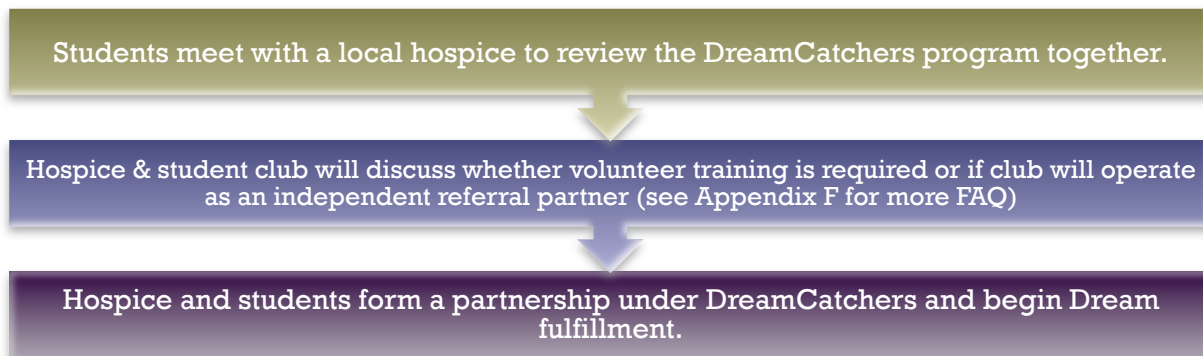 Students meet with a local hospice to review the DreamCatchers program together.
Hospice & student club will discuss whether volunteer training is required or if club will operate
as an independent referral partner (see Appendix F for more FAQ)
Hospice and students form a partnership under DreamCatchers and begin Dream
fulfillment.